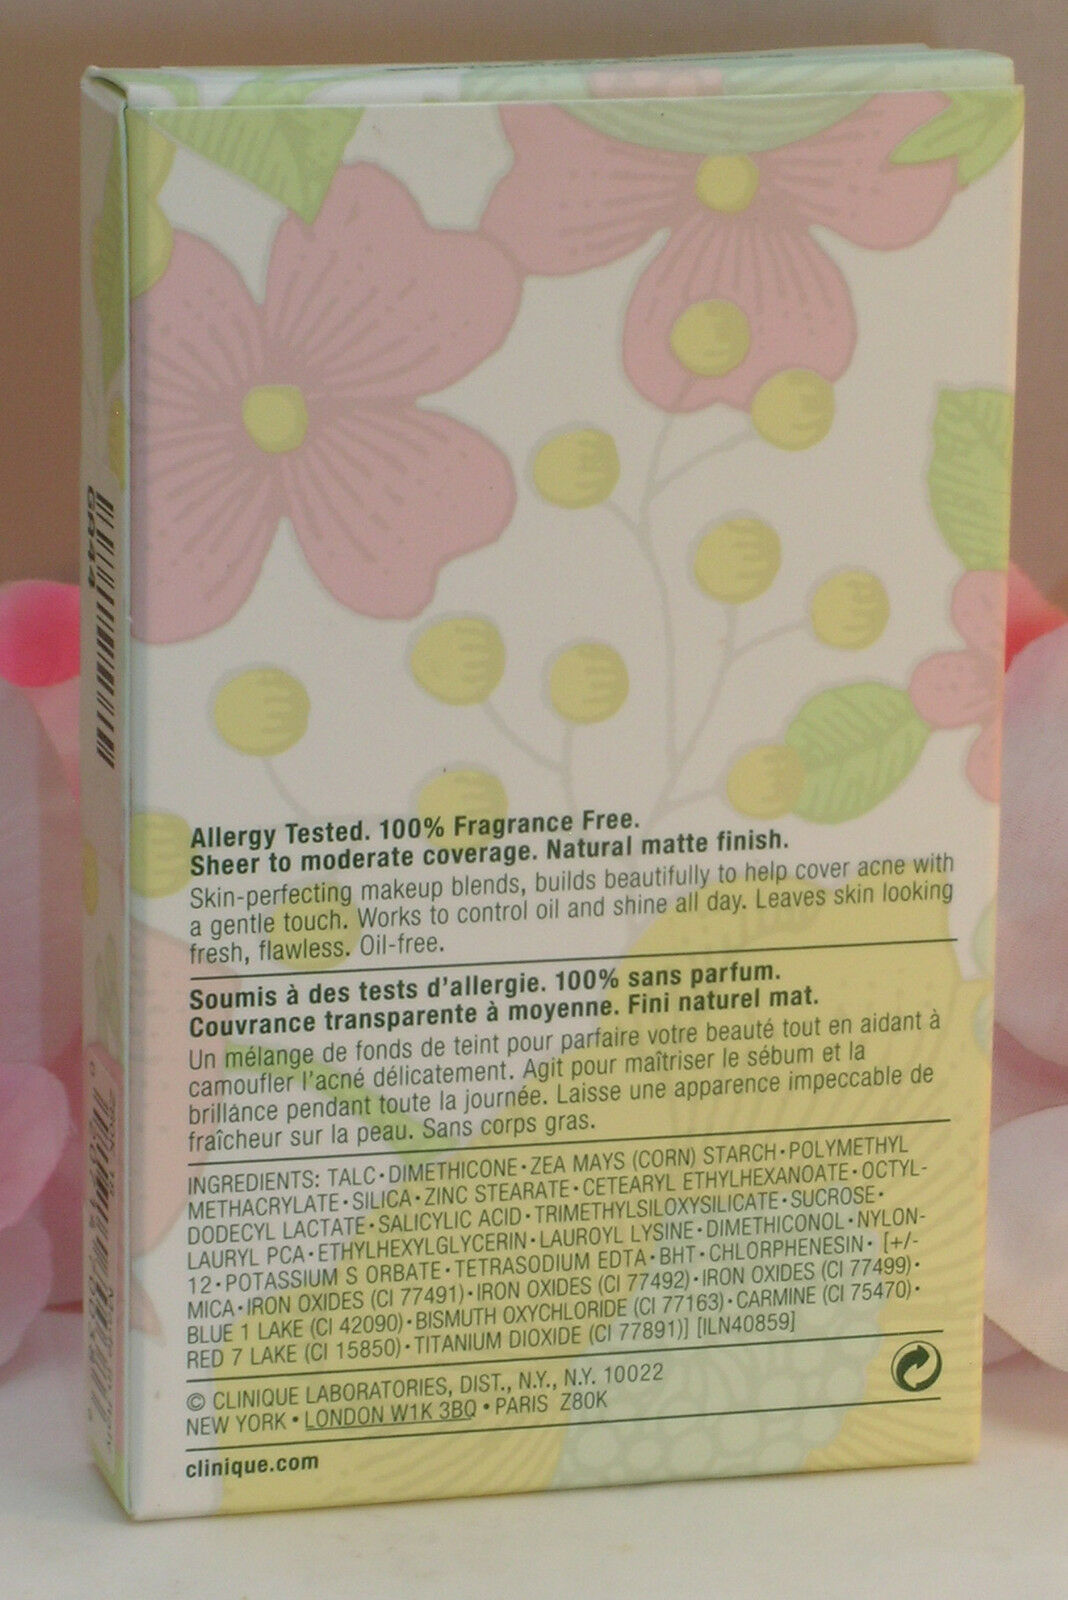 Allergy Tested. 100% Fragrance Free.
Sheer to moderate coverage. Natural matte finish.
Skin-perfecting makeup blends, builds beautifully to help cover acne with
a gentle touch. Works to control oil and shine all day. Leaves skin looking
fresh, flawless. Oil-free.
Soumis à des tests d'allergie. 100% sans parfum.
Couvrance transparente à moyenne. Fini naturel mat.
Un mélange de fonds de teint pour parfaire votre beauté tout en aidant à
camoufler l'acné délicatement. Agit pour maîtriser le sébum et la
brillance pendant toute la journée. Laisse une apparence impeccable de
fraîcheur sur la peau. Sans corps gras.
INGREDIENTS: TALC•DIMETHICONE•ZEA MAYS (CORN) STARCH•POLYMETHYL
METHACRYLATE•SILICA•ZINC STEARATE•CETEARYL ETHYLHEXANOATE•OCTYL-
DODECYL LACTATE•SALICYLIC ACID•TRIMETHYLSILOXYSILICATE•SUCROSE•
LAURYL PCA•ETHYLHEXYLGLYCERIN•LAUROYL LYSINE•DIMETHICONOL•NYLON-
12•POTASSIUM S ORBATE•TETRASODIUM EDTA•BHT•CHLORPHENESIN• [+/-
MICA•IRON OXIDES (CI 77491)•IRON OXIDES (CI 77492)•IRON OXIDES (CI 77499)•
BLUE 1 LAKE (CI 42090)•BISMUTH OXYCHLORIDE (CI 77163)•CARMINE (CI 75470)•
RED 7 LAKE (CI 15850)•TITANIUM DIOXIDE (CI 77891)] [ILN40859]
© CLINIQUE LABORATORIES, DIST., N.Y., N.Y. 10022
NEW YORK • LONDON W1K 3BQ • PARIS Z80K
clinique.com
GA44